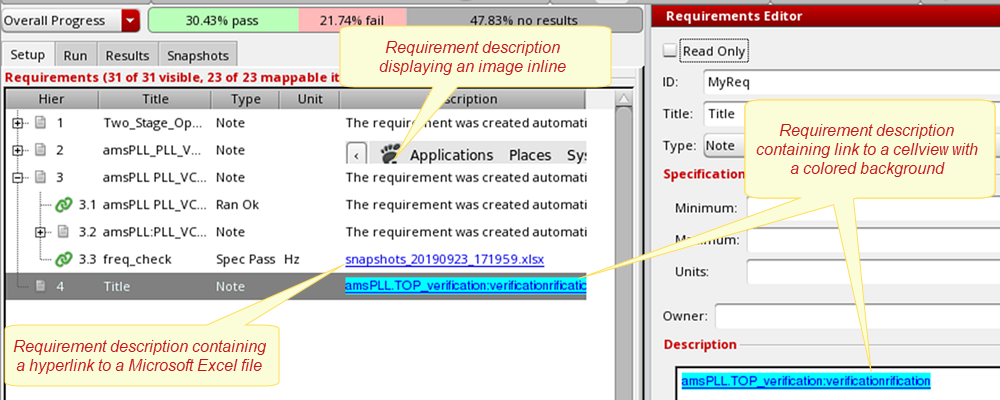 Overall Progress 30.43% pass 21.74% fail 47.83% no results
Setup Run Results Snapshots
Requirements (31 of 31 visible, 23 of 23 mappable it
Hier Title Type Unit scription
1 Two_Stage_Op... Note The requirement was created automati
2 amsPLL_PLL_V... Note Applications Places Sys
3 amsPLL PLL_VC... Note The requirement was created automati
3.1 amsPLL PLL_VC... Ran Ok The requirement was created automati
3.2 amsPLL:PLL_VC... Note The requirement was created automati
3.3 freq_check Spec Pass Hz snapshots_20190923_171959.xlsx
4 Title Note amsPLL.TOP_verification:verificationrificatio
Requirement description
displaying an image inline
Requirement description containing
a hyperlink to a Microsoft Excel file
Requirements Editor
Read Only
ID: MyReq
Title: Title
Type: Note
Requirement description
containing link to a cellview with
a colored background
Specification
Minimum:
Maximum:
Units:
Owner:
Description
amsPLL.TOP_verification:verificationrification